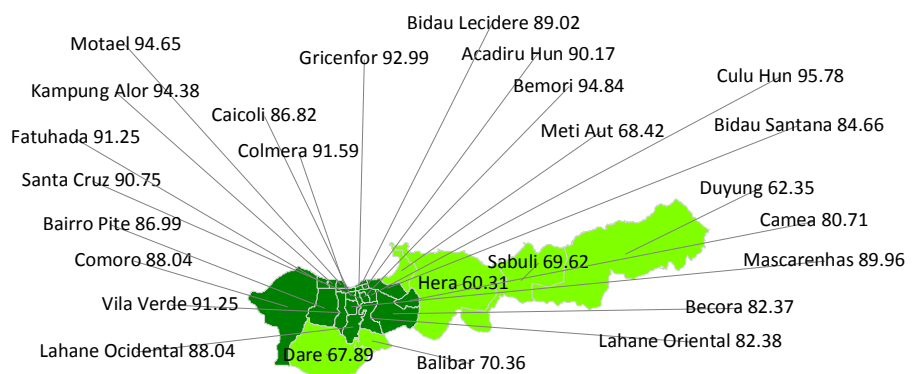 Bidau Lecidere 89.02
Motael 94.65
Acadiru Hun 90.17
Gricenfor 92.99
Culu Hun 95.78
Bemori 94.84
Kampung Alor 94.38
Caicoli 86.82
Bidau Santana 84.66
Meti Aut 68.42
Fatuhada 91.25
Colmera 91.59
Santa Cruz 90.75
Duyung 62.35
Bairro Pite 86.99
Camea 80.71
Comoro 88.04
Sabuli 69.62
Mascarenhas 89.96
Hera 60.31
Vila Verde 91.25
Becora 82.37
Lahane Oriental 82.38
Lahane Ocidental 88.04
Dare 67.89
Balibar 70.36